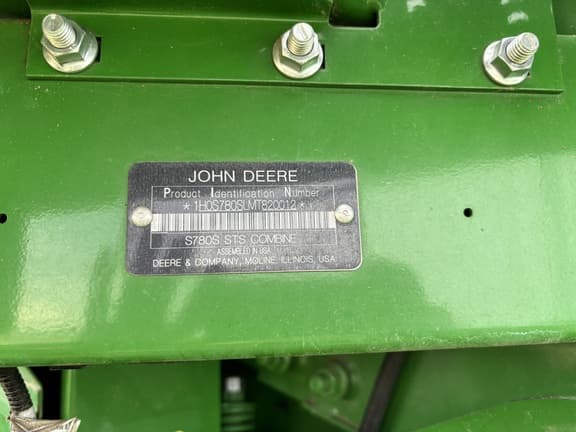 JOHN DEERE
Product Identification Number
*1H0S780SLMT820012*
S780S STS COMBINE
ASSEMBLED IN USA
DEERE & COMPANY, MOLINE, ILLINOIS, USA